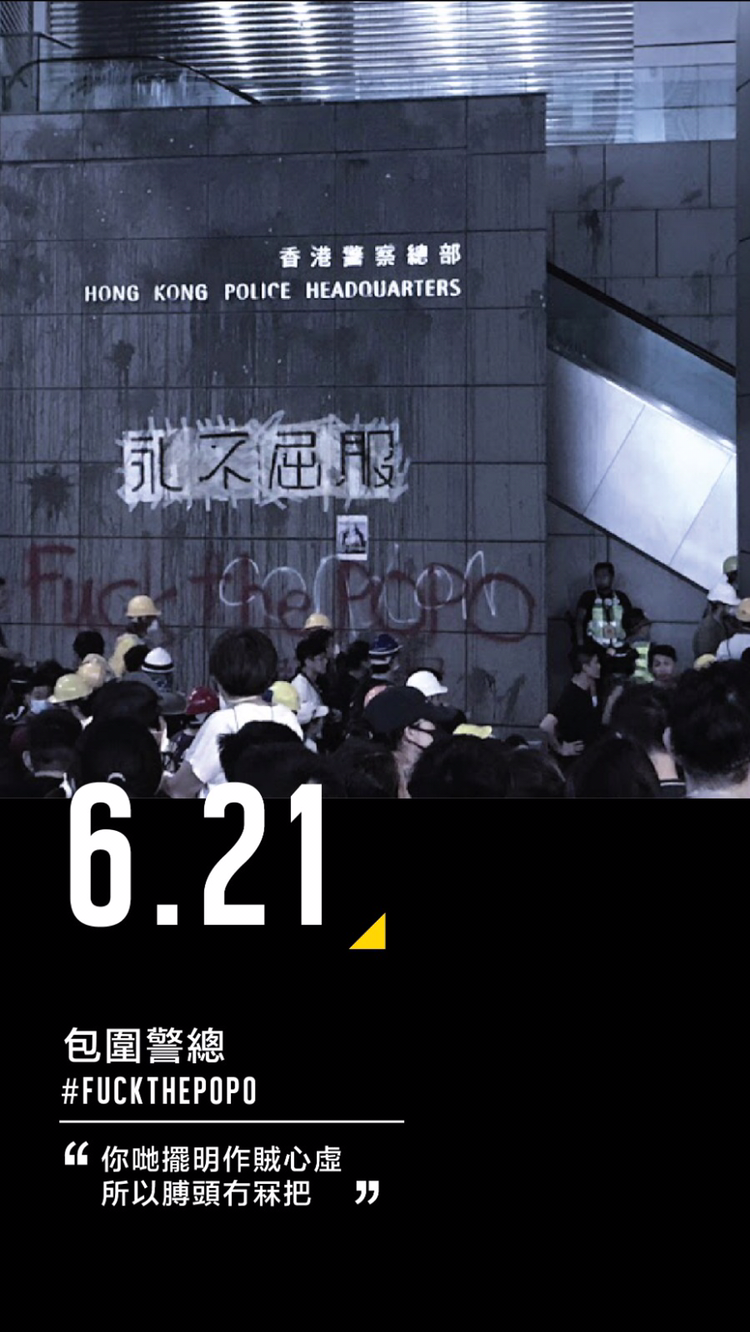 香港警察總部
HONG KONG POLICE HEADQUARTERS
永不屈服
Fuck the POPO
6.21
包圍警總
#FUCKTHEPOPO
“你哋擺明作賊心虛
所以膊頭冇冧把”